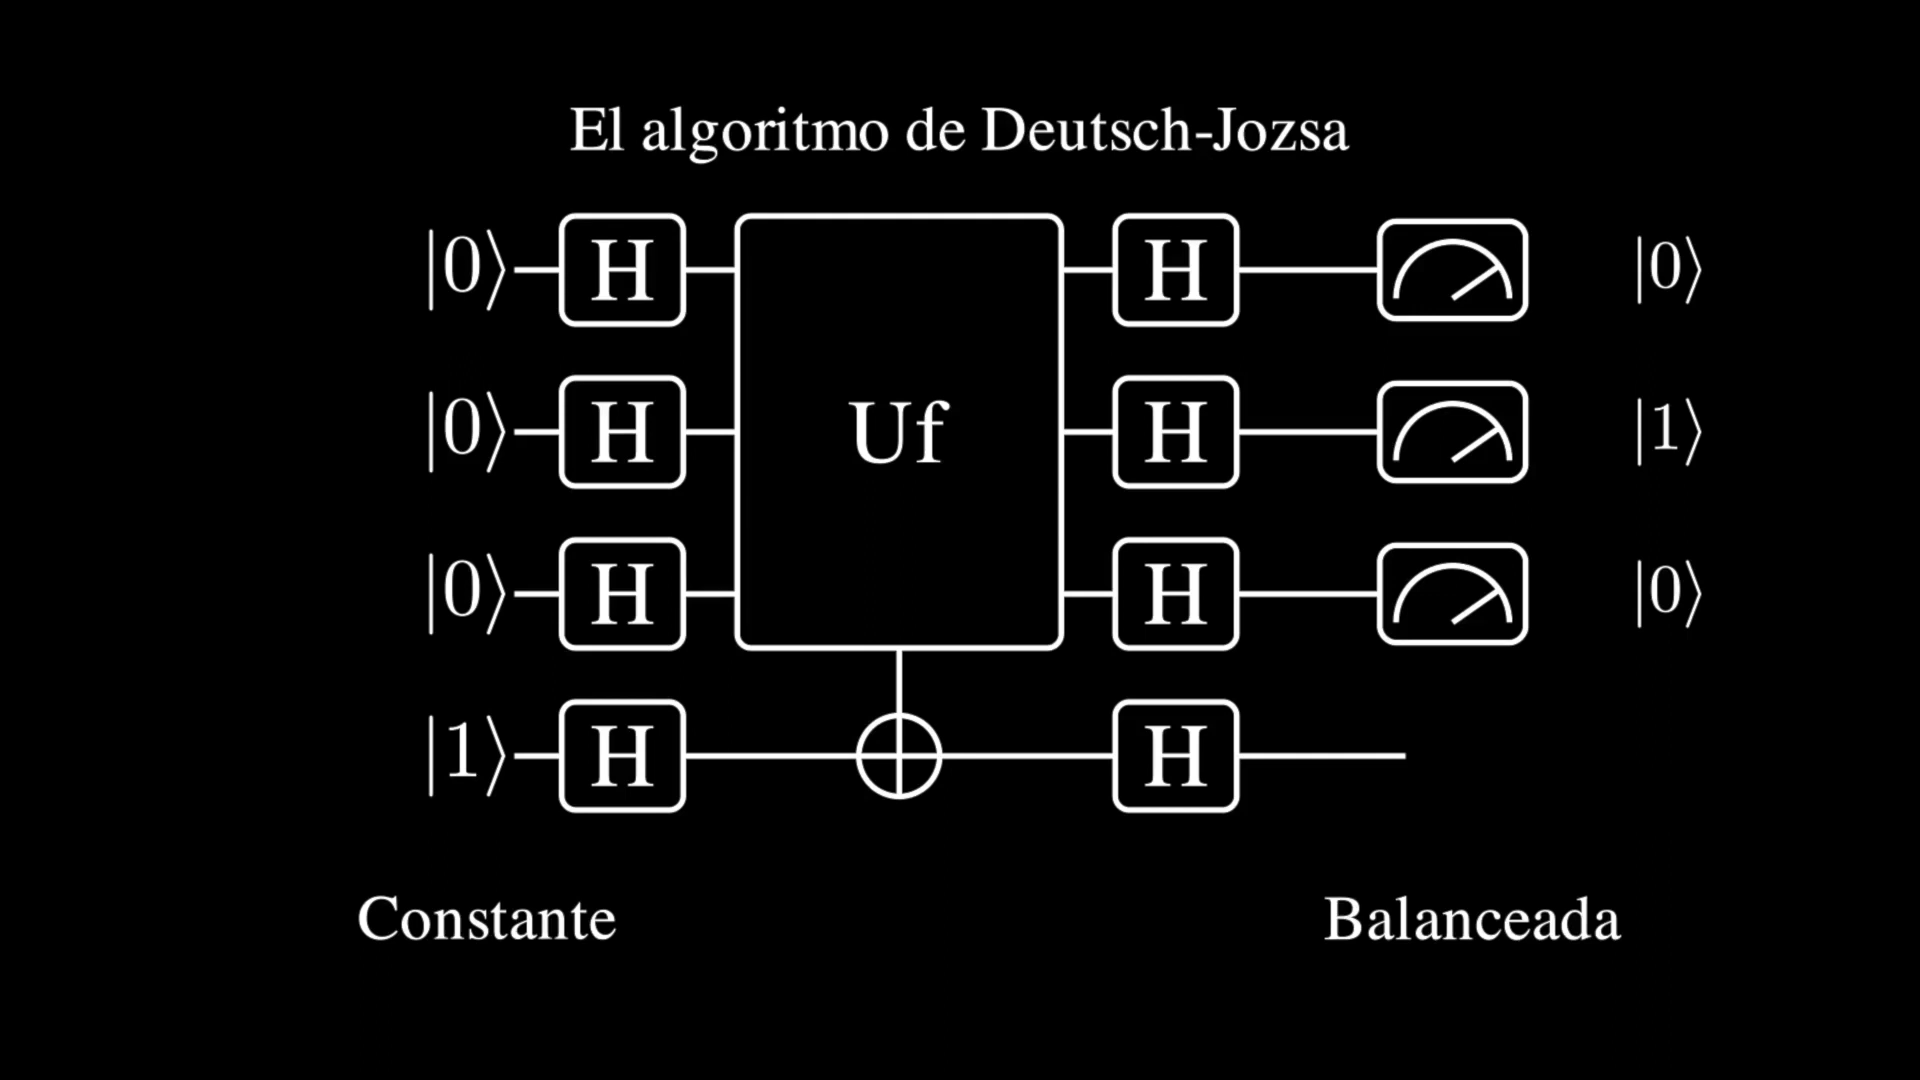 El algoritmo de Deutsch-Jozsa
|0⟩ H H |0⟩
|0⟩ H Uf H |1⟩
|0⟩ H H |0⟩
|1⟩ H H
Constante Balanceada